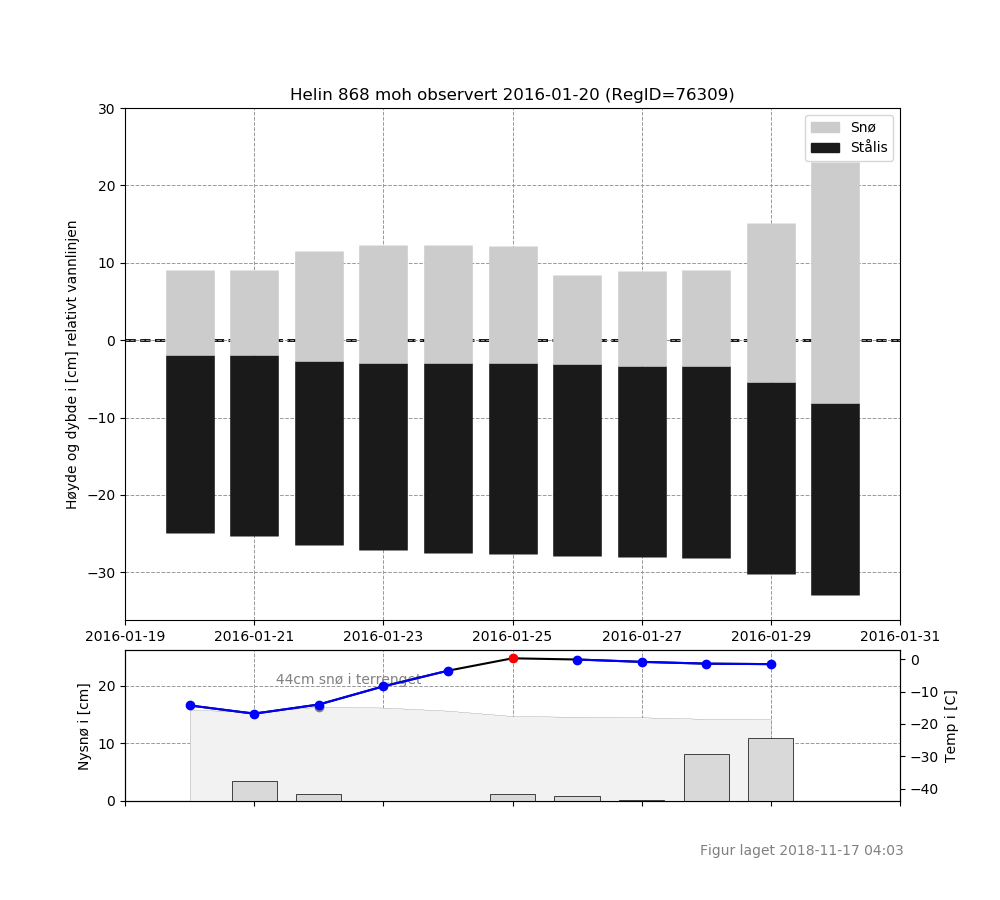 Helin 868 moh observert 2016-01-20 (RegID=76309)
Høyde og dybde i [cm] relativt vannlinjen
30
20
10
0
−10
−20
−30
Snø
Stålis
2016-01-19 2016-01-21 2016-01-23 2016-01-25 2016-01-27 2016-01-29 2016-01-31
Nysnø i [cm]
20
10
0
44cm snø i terrenget
0
−10
−20
−30
−40
Temp i [C]
Figur laget 2018-11-17 04:03